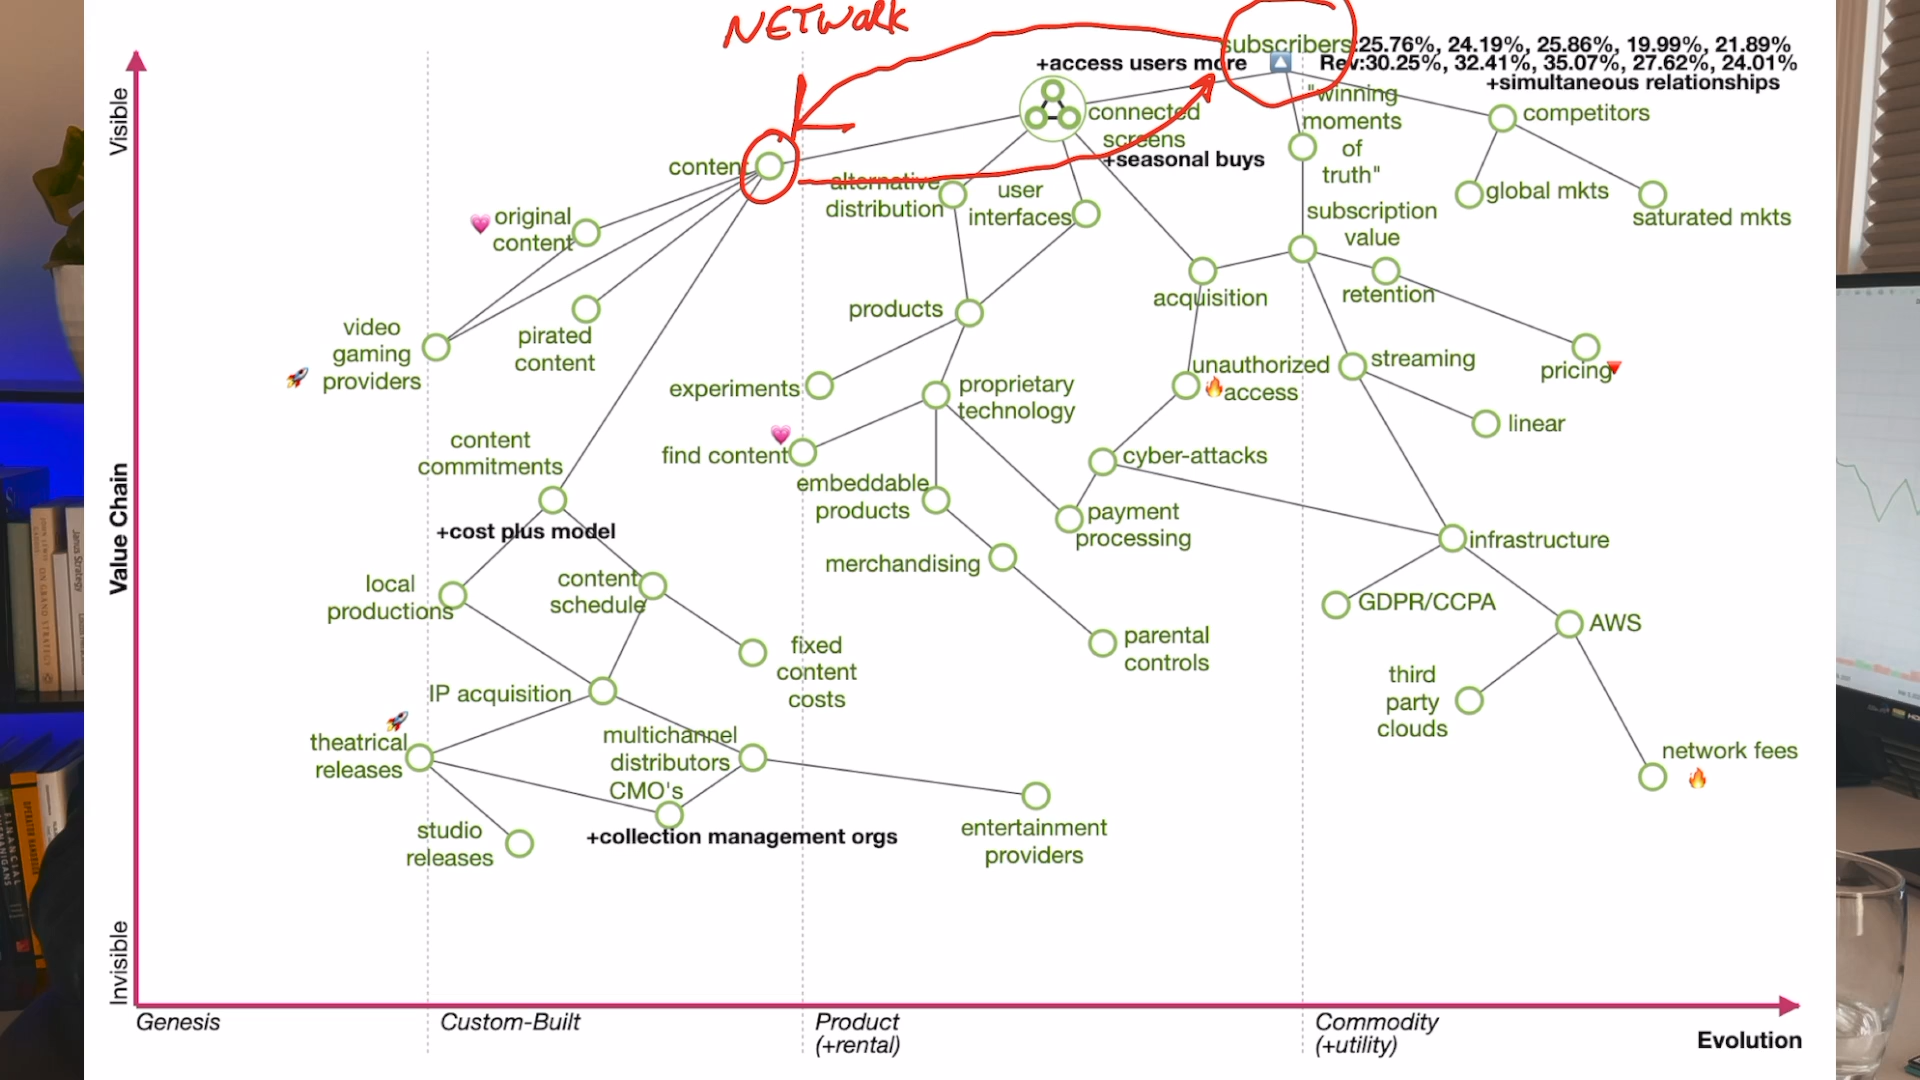 NETWORK
subscribers:25.76%, 24.19%, 25.86%, 19.99%, 21.89%
+access users more
Rev:30.25%, 32.41%, 35.07%, 27.62%, 24.01%
+simultaneous relationships
connected
screens
+seasonal buys
"winning
moments
of
truth"
competitors
global mkts
saturated mkts
content
alternative
distribution
user
interfaces
subscription
value
original
content
acquisition
retention
products
video
gaming
providers
pirated
content
unauthorized
access
streaming
pricing
experiments
proprietary
technology
linear
content
commitments
find content
cyber-attacks
embeddable
products
payment
processing
infrastructure
+cost plus model
merchandising
local
productions
content
schedule
GDPR/CCPA
AWS
fixed
content
costs
parental
controls
IP acquisition
third
party
clouds
theatrical
releases
multichannel
distributors
CMO's
network fees
+collection management orgs
studio
releases
entertainment
providers
Visible
Value Chain
Invisible
Genesis
Custom-Built
Product
(+rental)
Commodity
(+utility)
Evolution